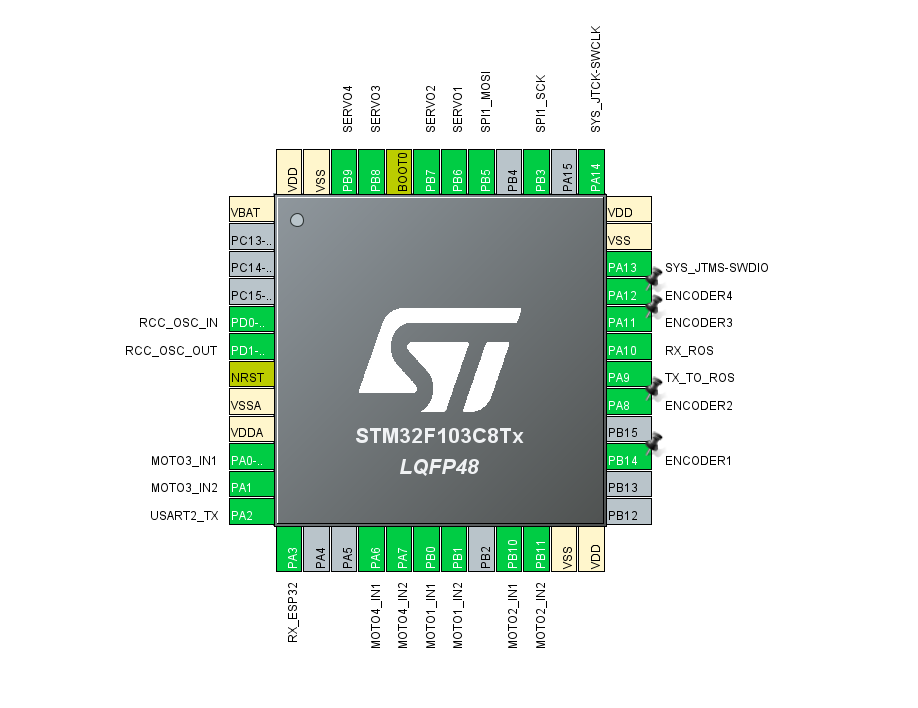 SERVO4
SERVO3
SERVO2
SERVO1
SPI1_MOSI
SPI1_SCK
SYS_JTCK-SWCLK
VDD
VSS
PB9
PB8
BOOT0
PB7
PB6
PB5
PB4
PB3
PA15
PA14
VBAT
PC13-..
PC14-..
PC15-..
RCC_OSC_IN PD0-..
RCC_OSC_OUT PD1-..
NRST
VSSA
VDDA
MOTO3_IN1 PA0-..
MOTO3_IN2 PA1
USART2_TX PA2
ST
STM32F103C8Tx
LQFP48
VDD
VSS
PA13 SYS_JTMS-SWDIO
PA12 ENCODER4
PA11 ENCODER3
PA10 RX_ROS
PA9 TX_TO_ROS
PA8 ENCODER2
PB15
PB14 ENCODER1
PB13
PB12
PA3
PA4
PA5
PA6
PA7
PB0
PB1
PB2
PB10
PB11
VSS
VDD
RX_ESP32
MOTO4_IN1
MOTO4_IN2
MOTO1_IN1
MOTO1_IN2
MOTO2_IN1
MOTO2_IN2